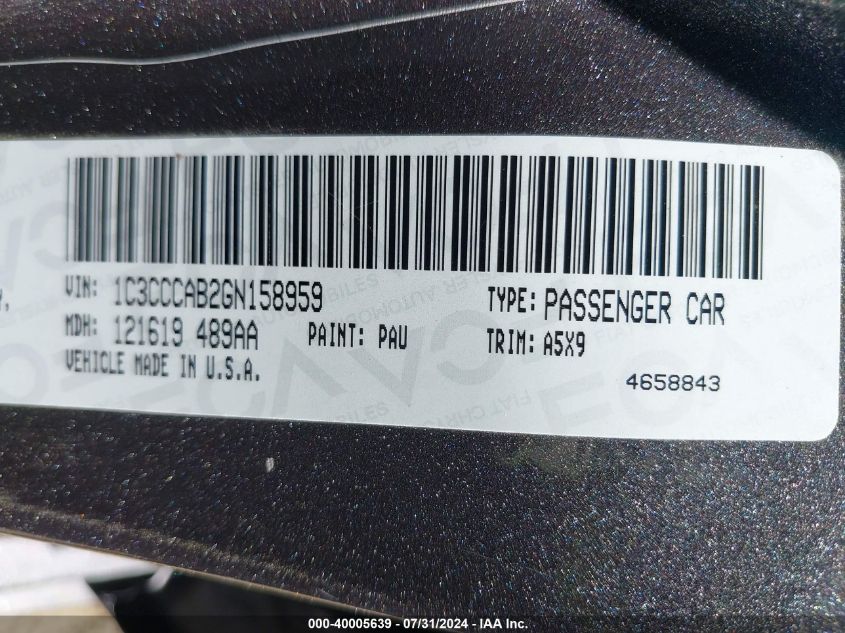 VIN: 1C3CCCAB2GN158959 TYPE: PASSENGER CAR
MDH: 121619 489AA PAINT: PAU TRIM: A5X9
VEHICLE MADE IN U.S.A.
4658843
000-40005639 - 07/31/2024 - IAA Inc.